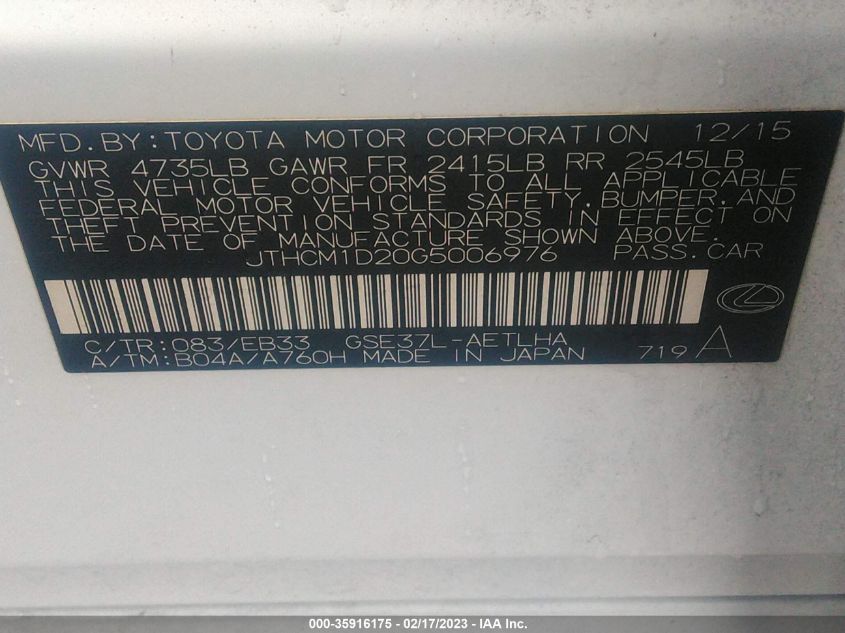 MFD.BY:TOYOTA MOTOR CORPORATION 12/15
GVWR 4735LB GAWR FR 2415LB RR 2545LB
THIS VEHICLE CONFORMS TO ALL APPLICABLE
FEDERAL MOTOR VEHICLE SAFETY,BUMPER,AND
THEFT PREVENTION STANDARDS IN EFFECT ON
THE DATE OF MANUFACTURE SHOWN ABOVE.
JTHCM1D20G5006976 PASS.CAR
C/TR:083/EB33 GSE37L-AETLHA
A/TM:B04A/A760H MADE IN JAPAN 719 A
000-35916175 - 02/17/2023 - IAA Inc.